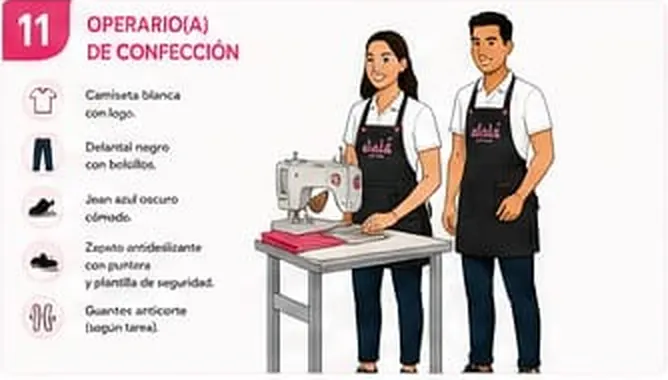 11
OPERARIO(A)
DE CONFECCIÓN
Camiseta blanca
con logo.
Delantal negro
con bolsillos.
Jean azul oscuro
cómodo.
Zapato antideslizante
con puntera
y plantilla de seguridad.
Guantes anticorte
(según tarea).